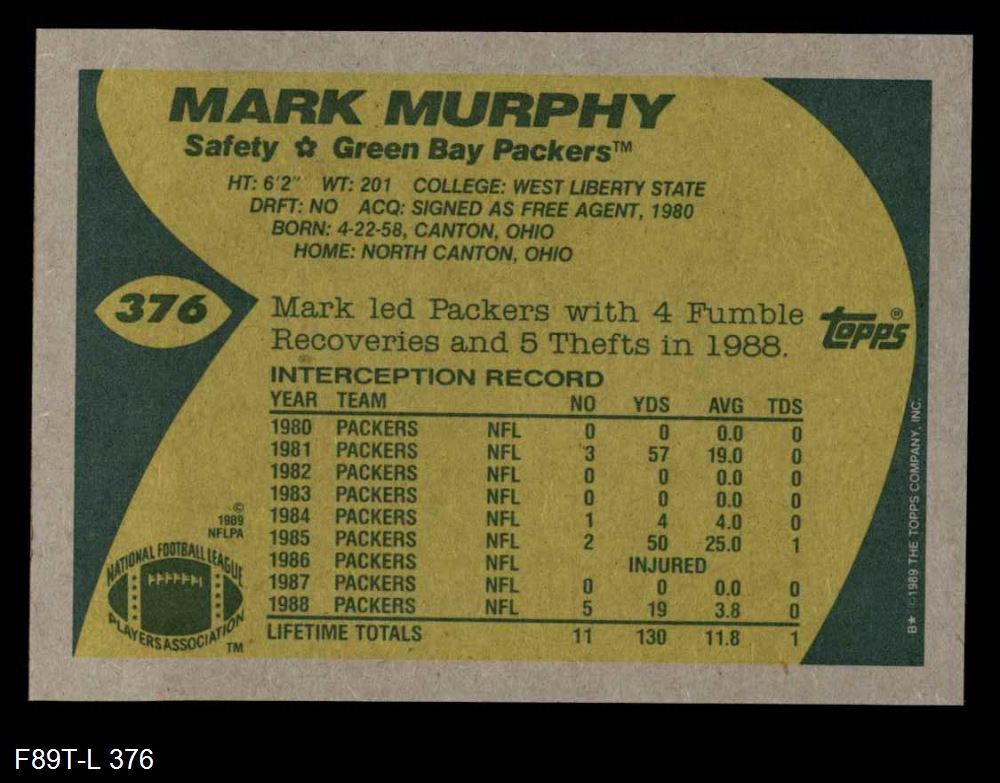 MARK MURPHY
Safety ✿ Green Bay Packers™
HT: 6'2" WT: 201 COLLEGE: WEST LIBERTY STATE
DRFT: NO ACQ: SIGNED AS FREE AGENT, 1980
BORN: 4-22-58, CANTON, OHIO
HOME: NORTH CANTON, OHIO
376
Mark led Packers with 4 Fumble
Recoveries and 5 Thefts in 1988.
topps®
INTERCEPTION RECORD
YEAR TEAM NO YDS AVG TDS
1980 PACKERS NFL 0 0 0.0 0
1981 PACKERS NFL 3 57 19.0 0
1982 PACKERS NFL 0 0 0.0 0
1983 PACKERS NFL 0 0 0.0 0
1984 PACKERS NFL 1 4 4.0 0
1985 PACKERS NFL 2 50 25.0 1
1986 PACKERS NFL INJURED
1987 PACKERS NFL 0 0 0.0 0
1988 PACKERS NFL 5 19 3.8 0
LIFETIME TOTALS 11 130 11.8 1
©
1989
NFLPA
NATIONAL FOOTBALL LEAGUE
PLAYERS ASSOCIATION
TM
B* ©1989 THE TOPPS COMPANY, INC.
F89T-L 376